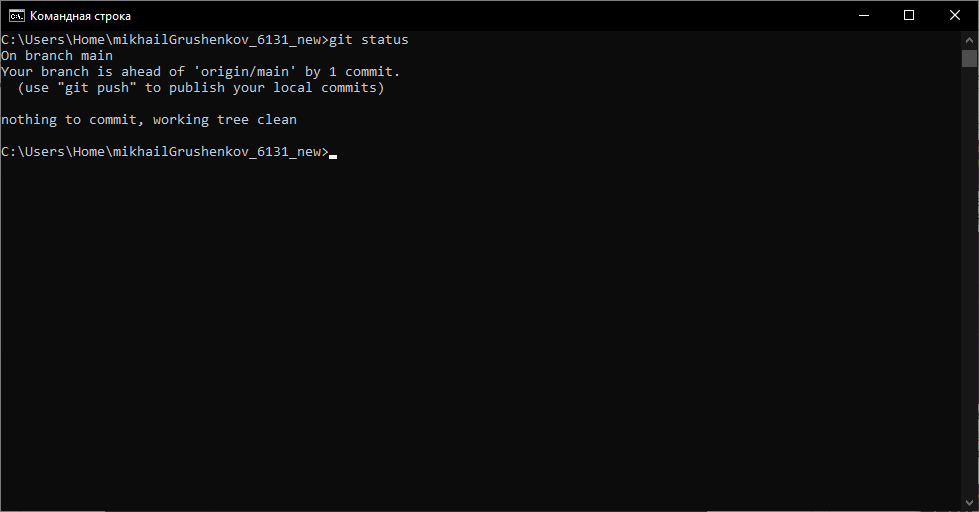 Командная строка
C:\Users\Home\mikhailGrushenkov_6131_new>git status
On branch main
Your branch is ahead of 'origin/main' by 1 commit.
  (use "git push" to publish your local commits)
nothing to commit, working tree clean
C:\Users\Home\mikhailGrushenkov_6131_new>